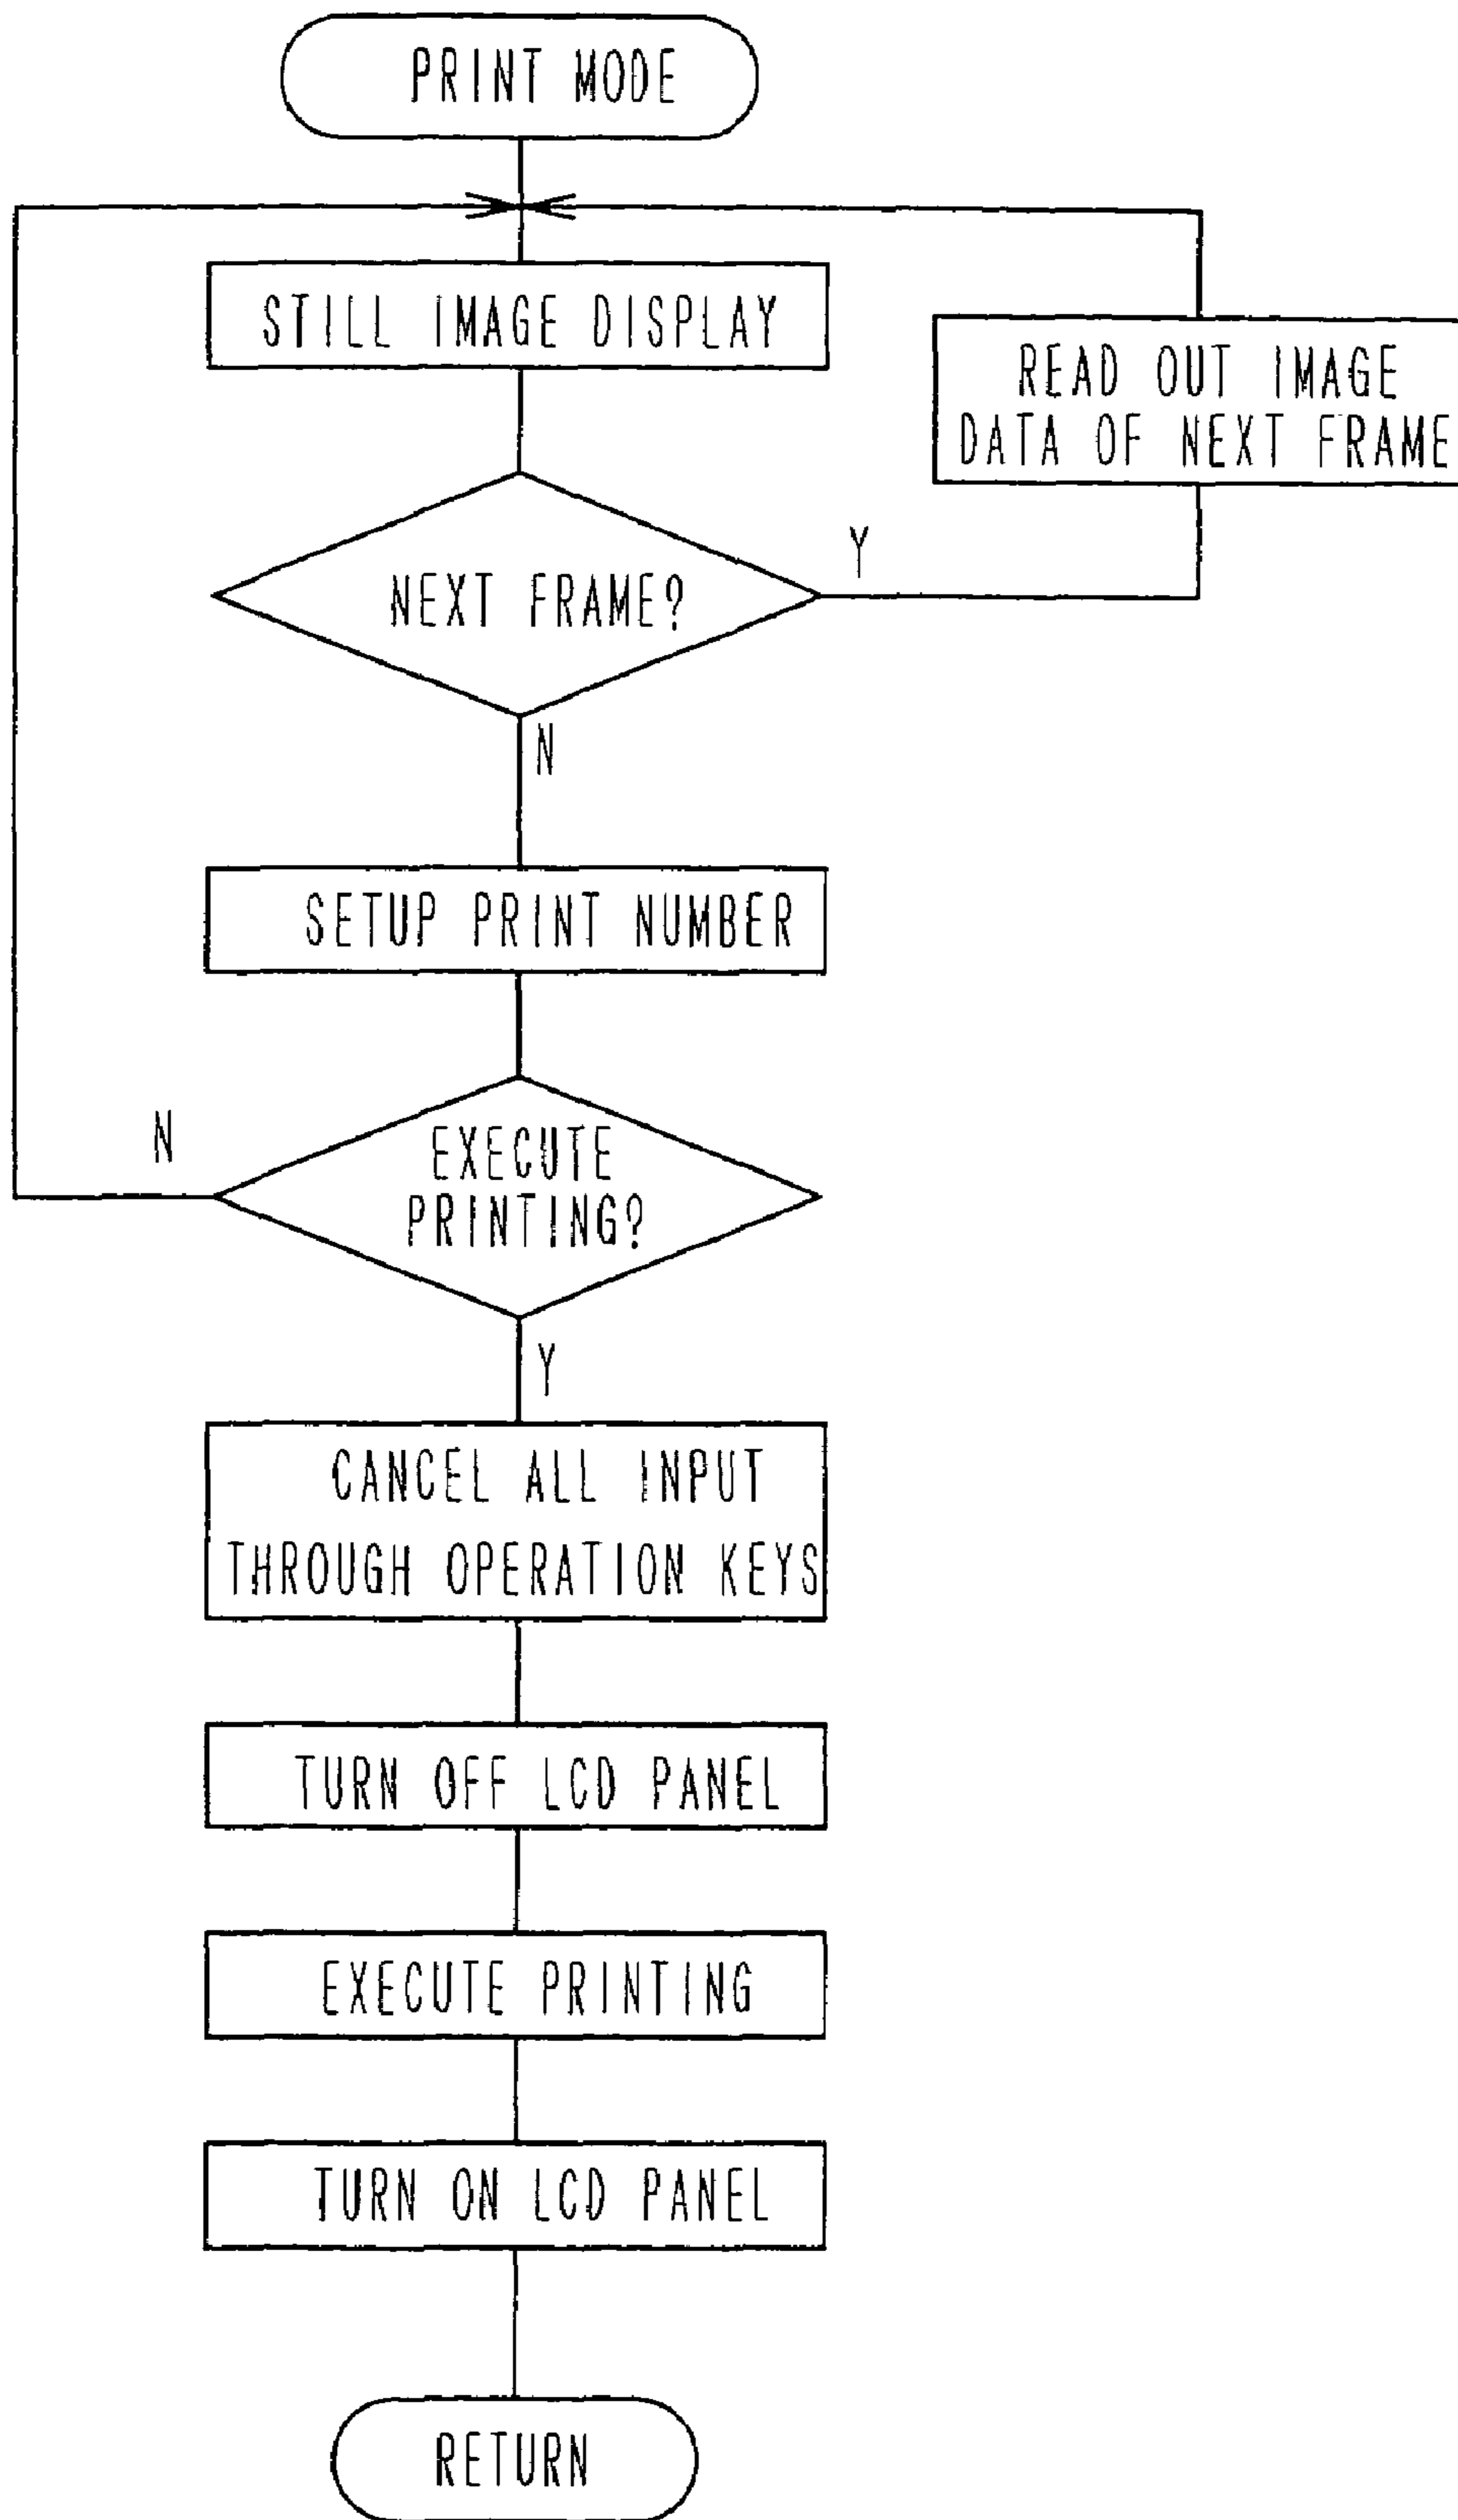 PRINT MODE
STILL IMAGE DISPLAY
READ OUT IMAGE
DATA OF NEXT FRAME
NEXT FRAME?
Y
N
SETUP PRINT NUMBER
EXECUTE
PRINTING?
N
Y
CANCEL ALL INPUT
THROUGH OPERATION KEYS
TURN OFF LCD PANEL
EXECUTE PRINTING
TURN ON LCD PANEL
RETURN